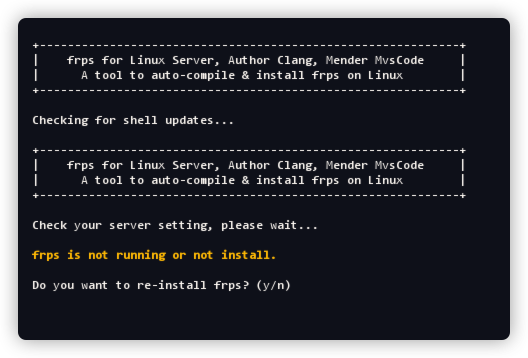 +------------------------------------------------------------+
|    frps for Linux Server, Author Clang, Mender MvsCode     |
|      A tool to auto-compile & install frps on Linux        |
+------------------------------------------------------------+
Checking for shell updates...
+------------------------------------------------------------+
|    frps for Linux Server, Author Clang, Mender MvsCode     |
|      A tool to auto-compile & install frps on Linux        |
+------------------------------------------------------------+
Check your server setting, please wait...
frps is not running or not install.
Do you want to re-install frps? (y/n)